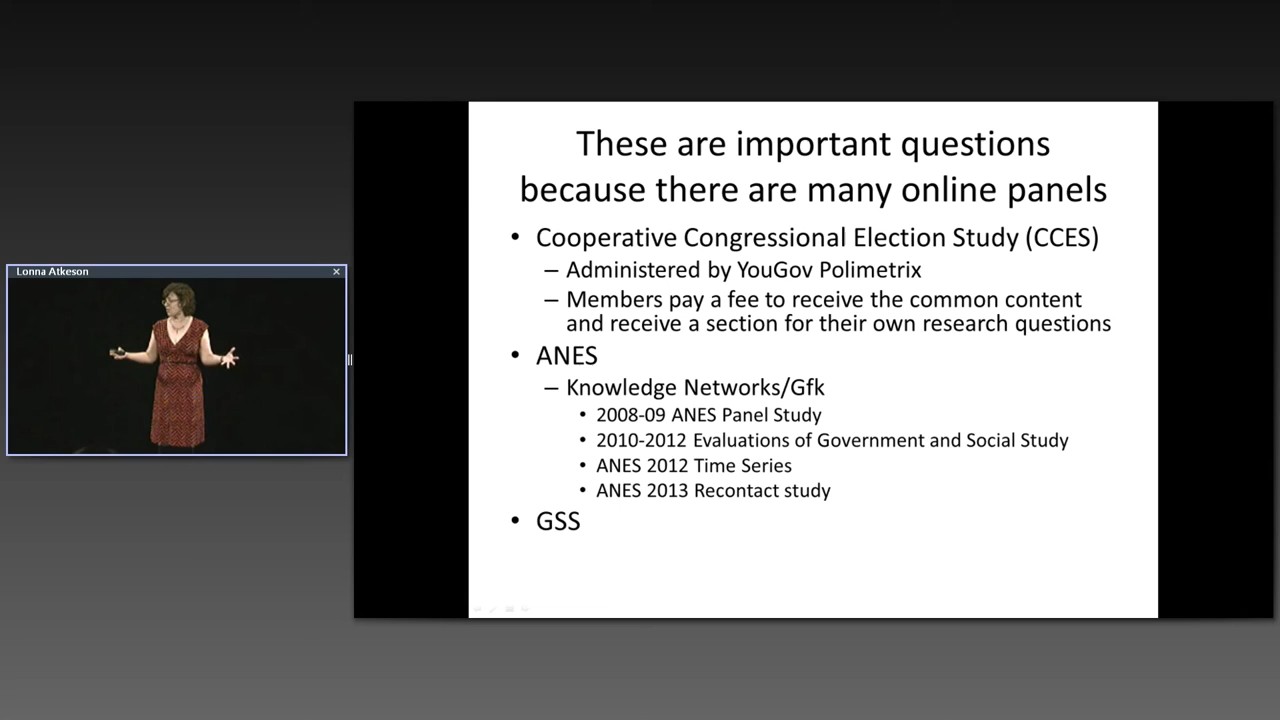 Lonna Atkeson
These are important questions
because there are many online panels
• Cooperative Congressional Election Study (CCES)
– Administered by YouGov Polimetrix
– Members pay a fee to receive the common content
and receive a section for their own research questions
• ANES
– Knowledge Networks/Gfk
• 2008-09 ANES Panel Study
• 2010-2012 Evaluations of Government and Social Study
• ANES 2012 Time Series
• ANES 2013 Recontact study
• GSS